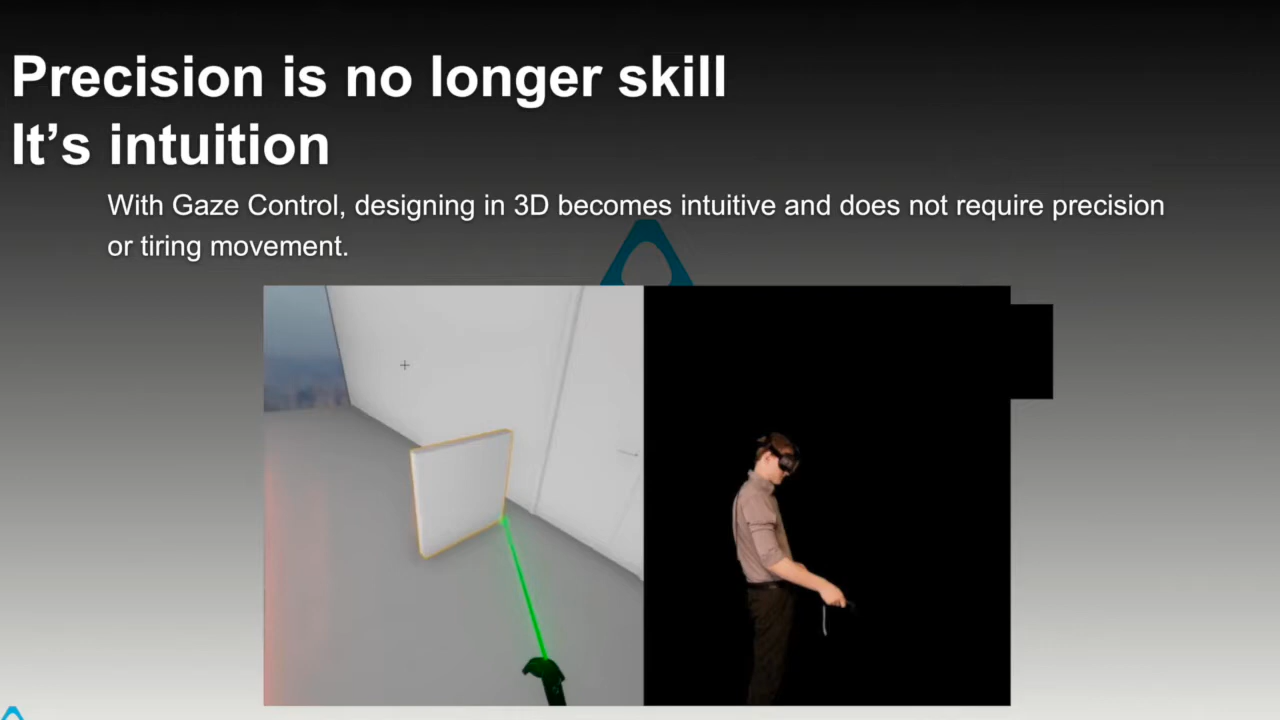 Precision is no longer skill
It’s intuition
With Gaze Control, designing in 3D becomes intuitive and does not require precision
or tiring movement.